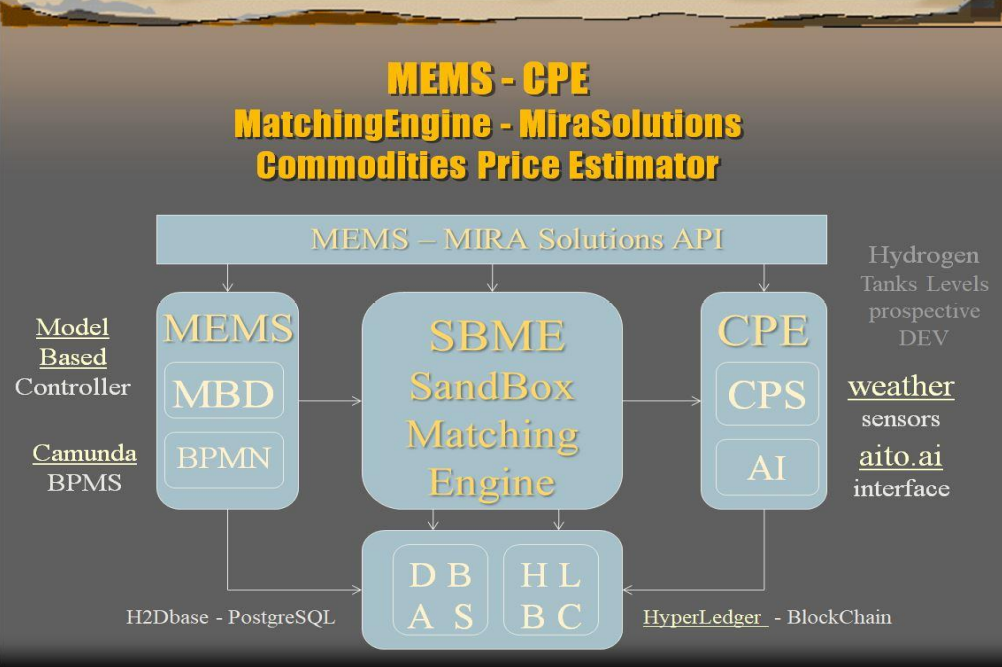 MEMS - CPE
MatchingEngine - MiraSolutions
Commodities Price Estimator
MEMS – MIRA Solutions API
Hydrogen
Tanks Levels
prospective
DEV
Model
Based
Controller
Camunda
BPMS
MEMS
MBD
BPMN
SBME
SandBox
Matching
Engine
CPE
CPS
AI
weather
sensors
aito.ai
interface
D B
A S
H L
B C
H2Dbase - PostgreSQL
HyperLedger - BlockChain